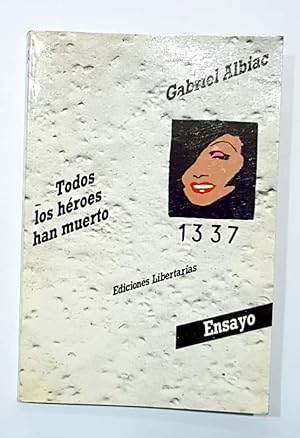 Gabriel Albiac
Todos
los héroes
han muerto
1337
Ediciones Libertarias
Ensayo